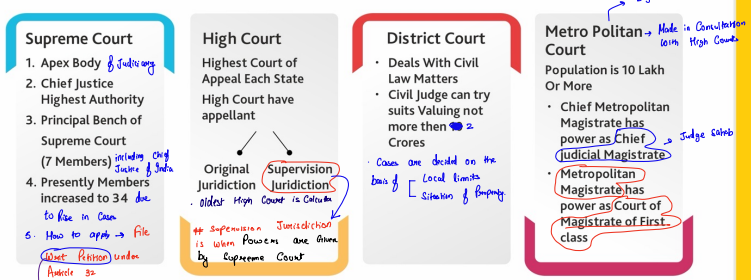 Supreme Court
1. Apex Body of Judiciary
2. Chief Justice
Highest Authority
3. Principal Bench of
Supreme Court
(7 Members) including Chief
Justice of India
4. Presently Members
increased to 34 due
to Rise in Cases
5. How to apply → File
Writ Petition under
Article 32
High Court
Highest Court of
Appeal Each State
High Court have
appellant
Original
Juridiction
Supervision
Juridiction
• Oldest High Court is Calcutta
# Supervision Jurisdiction
is when Powers are Given
by Supreme Court
District Court
• Deals With Civil
Law Matters
• Civil Judge can try
suits Valuing not
more then 2
Crores
• Cases are decided on the
basis of Local limits
Situation of Property
Metro Politan → Made in Consultation
Court with High Courts
Population is 10 Lakh
Or More
• Chief Metropolitan
Magistrate has
power as Chief
judicial Magistrate
Judge Saheb
• Metropolitan
Magistrate has
power as Court of
Magistrate of First
class